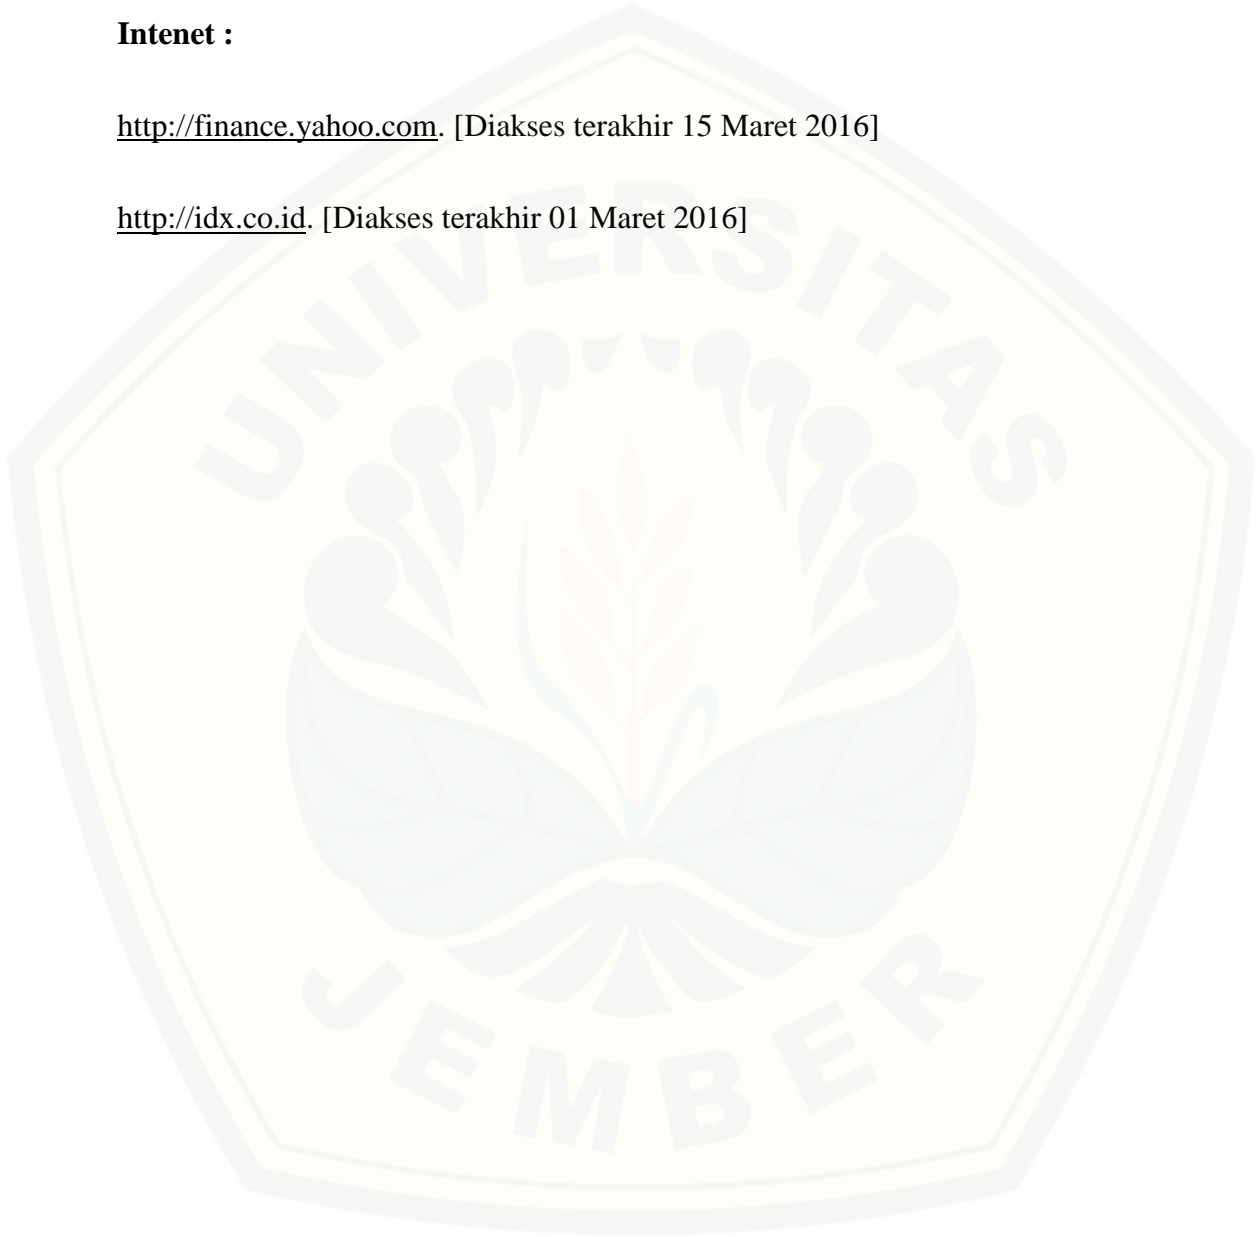 Intenet :
http://finance.yahoo.com. [Diakses terakhir 15 Maret 2016]
http://idx.co.id. [Diakses terakhir 01 Maret 2016]
UNIVERSITAS
JEMBER